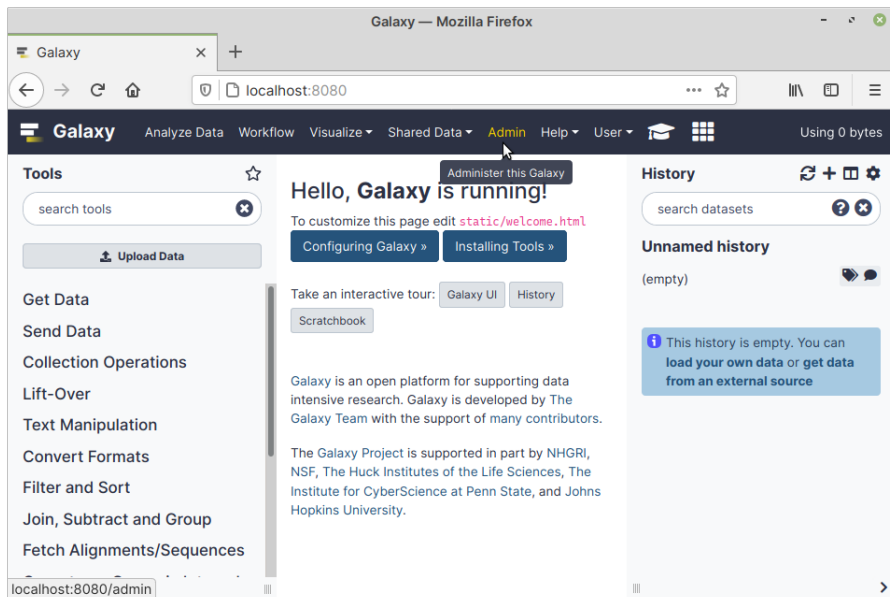 Galaxy — Mozilla Firefox
Galaxy
localhost:8080
Galaxy Analyze Data Workflow Visualize Shared Data Admin Help User Using 0 bytes
Administer this Galaxy
Tools
search tools
Upload Data
Get Data
Send Data
Collection Operations
Lift-Over
Text Manipulation
Convert Formats
Filter and Sort
Join, Subtract and Group
Fetch Alignments/Sequences
Hello, Galaxy is running!
To customize this page edit static/welcome.html
Configuring Galaxy » Installing Tools »
Take an interactive tour: Galaxy UI History
Scratchbook
Galaxy is an open platform for supporting data
intensive research. Galaxy is developed by The
Galaxy Team with the support of many contributors.
The Galaxy Project is supported in part by NHGRI,
NSF, The Huck Institutes of the Life Sciences, The
Institute for CyberScience at Penn State, and Johns
Hopkins University.
History
search datasets
Unnamed history
(empty)
This history is empty. You can
load your own data or get data
from an external source
localhost:8080/admin